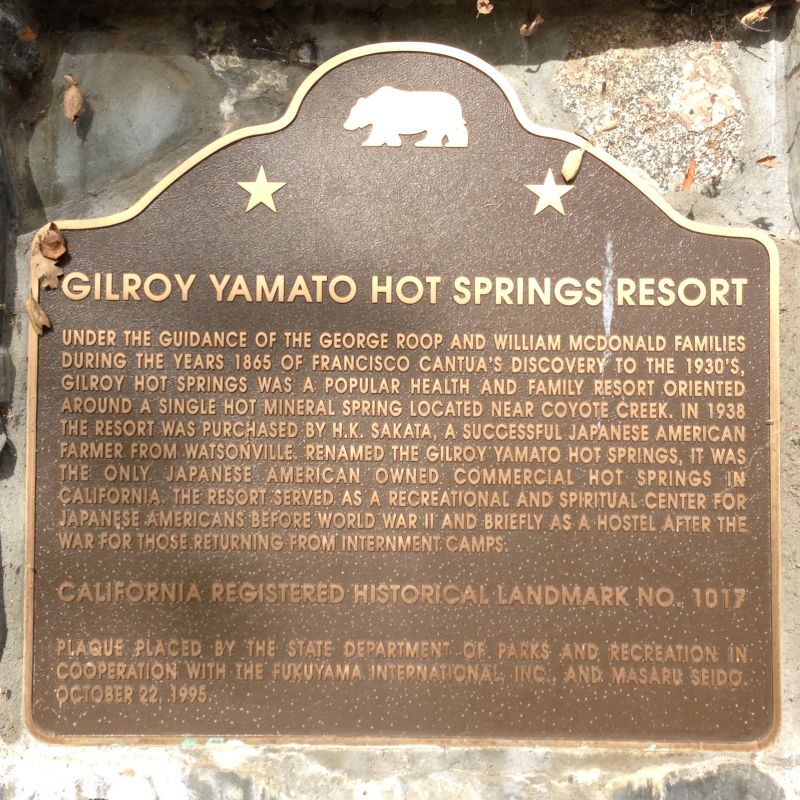 GILROY YAMATO HOT SPRINGS RESORT
UNDER THE GUIDANCE OF THE GEORGE ROOP AND WILLIAM MCDONALD FAMILIES
DURING THE YEARS 1865 OF FRANCISCO CANTUA'S DISCOVERY TO THE 1930'S,
GILROY HOT SPRINGS WAS A POPULAR HEALTH AND FAMILY RESORT ORIENTED
AROUND A SINGLE HOT MINERAL SPRING LOCATED NEAR COYOTE CREEK. IN 1938
THE RESORT WAS PURCHASED BY H.K. SAKATA, A SUCCESSFUL JAPANESE AMERICAN
FARMER FROM WATSONVILLE. RENAMED THE GILROY YAMATO HOT SPRINGS, IT WAS
THE ONLY JAPANESE AMERICAN OWNED COMMERCIAL HOT SPRINGS IN
CALIFORNIA. THE RESORT SERVED AS A RECREATIONAL AND SPIRITUAL CENTER FOR
JAPANESE AMERICANS BEFORE WORLD WAR II AND BRIEFLY AS A HOSTEL AFTER THE
WAR FOR THOSE RETURNING FROM INTERNMENT CAMPS.
CALIFORNIA REGISTERED HISTORICAL LANDMARK NO. 1017
PLAQUE PLACED BY THE STATE DEPARTMENT OF PARKS AND RECREATION IN
COOPERATION WITH THE FUKUYAMA INTERNATIONAL, INC., AND MASARU SEIDO.
OCTOBER 22, 1995.